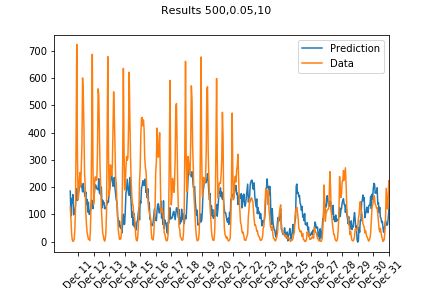 Results 500,0.05,10
Prediction
Data
700
600
500
400
300
200
100
0
Dec 11
Dec 12
Dec 13
Dec 14
Dec 15
Dec 16
Dec 17
Dec 18
Dec 19
Dec 20
Dec 21
Dec 22
Dec 23
Dec 24
Dec 25
Dec 26
Dec 27
Dec 28
Dec 29
Dec 30
Dec 31